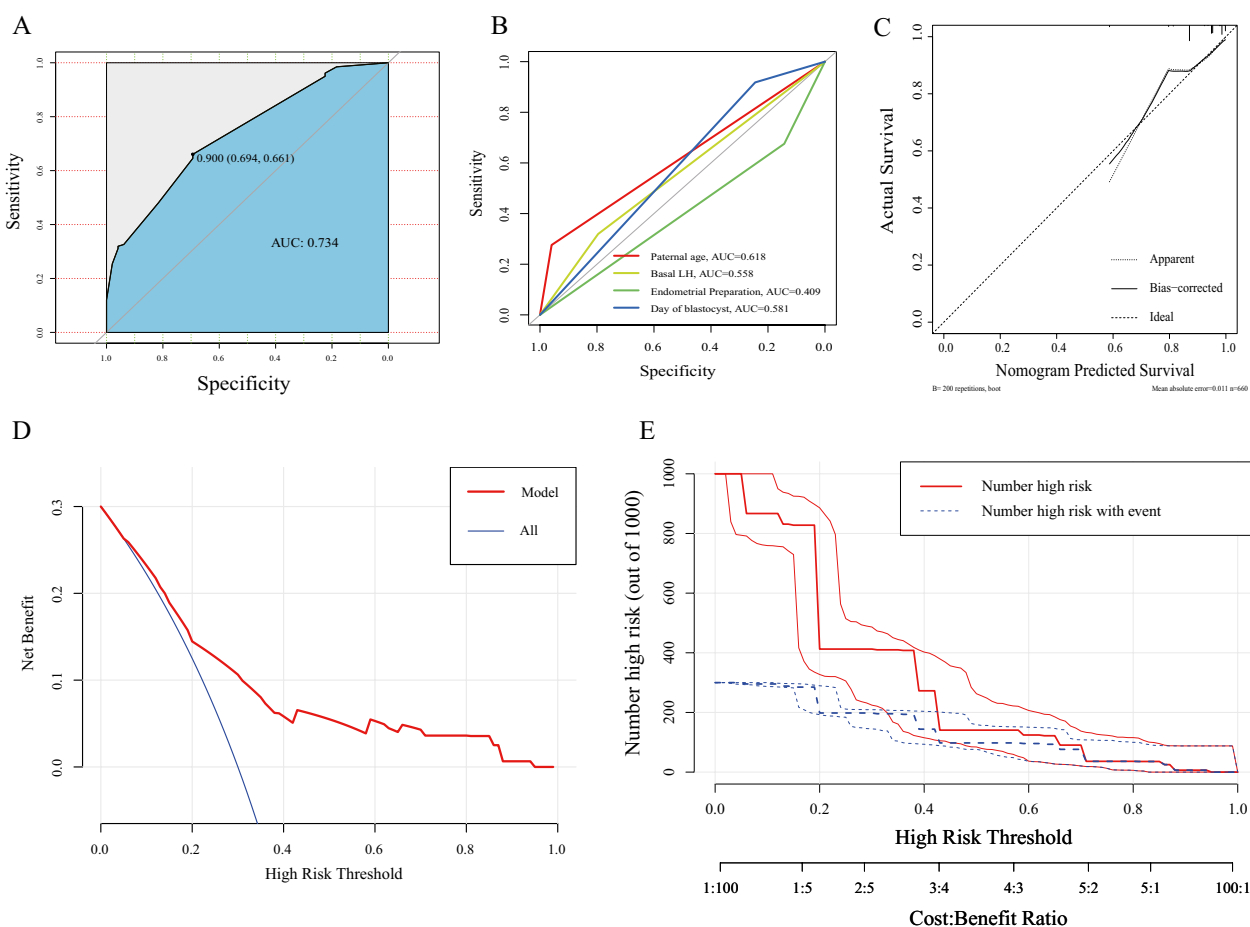 A
1.0
0.8
0.6
0.4
0.2
0.0
Sensitivity
0.900 (0.694, 0.661)
AUC: 0.734
1.0 0.8 0.6 0.4 0.2 0.0
Specificity
B
1.0
0.8
0.6
0.4
0.2
0.0
Sensitivity
Paternal age, AUC=0.618
Basal LH, AUC=0.558
Endometrial Preparation, AUC=0.409
Day of blastocyst, AUC=0.581
1.0 0.8 0.6 0.4 0.2 0.0
Specificity
C
1.0
0.8
0.6
0.4
0.2
0.0
Actual Survival
Apparent
Bias-corrected
Ideal
0.0 0.2 0.4 0.6 0.8 1.0
Nomogram Predicted Survival
B= 200 repetitions, boot Mean absolute error=0.011 n=660
D
0.3
0.2
0.1
0.0
Net Benefit
Model
All
0.0 0.2 0.4 0.6 0.8 1.0
High Risk Threshold
E
1000
800
600
400
200
0
Number high risk (out of 1000)
Number high risk
Number high risk with event
0.0 0.2 0.4 0.6 0.8 1.0
High Risk Threshold
1:100 1:5 2:5 3:4 4:3 5:2 5:1 100:1
Cost:Benefit Ratio